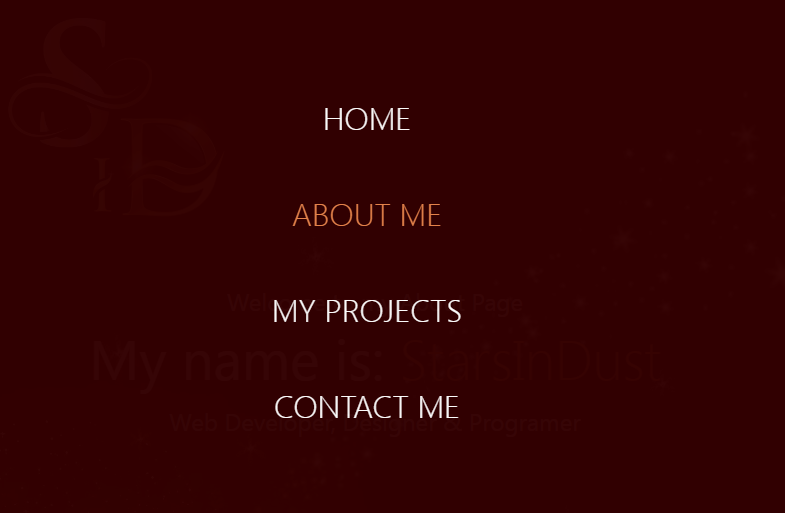 HOME
ABOUT ME
MY PROJECTS
My name is: StarsInDust
CONTACT ME
Web Developer, Designer & Programer